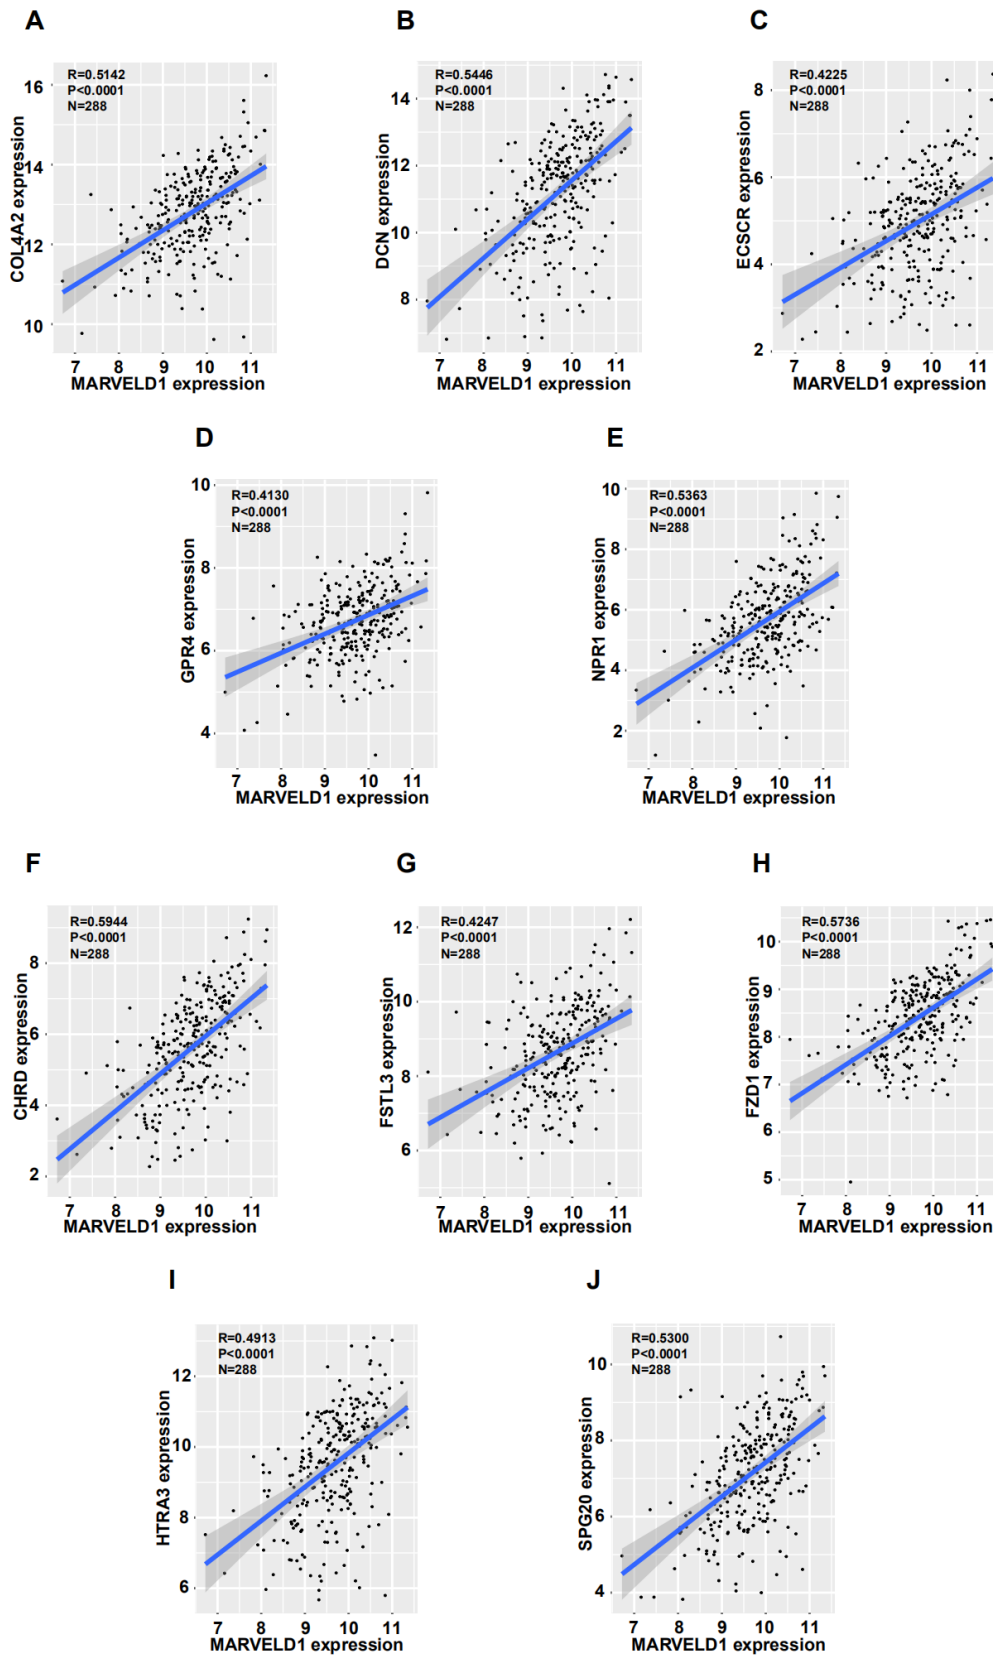 A
R=0.5142
P<0.0001
N=288
COL4A2 expression
16
14
12
10
7 8 9 10 11
MARVELD1 expression
B
R=0.5446
P<0.0001
N=288
DCN expression
14
12
10
8
7 8 9 10 11
MARVELD1 expression
C
R=0.4225
P<0.0001
N=288
ECSCR expression
8
6
4
2
7 8 9 10 11
MARVELD1 expression
D
R=0.4130
P<0.0001
N=288
GPR4 expression
10
8
6
4
7 8 9 10 11
MARVELD1 expression
E
R=0.5363
P<0.0001
N=288
NPR1 expression
10
8
6
4
2
7 8 9 10 11
MARVELD1 expression
F
R=0.5944
P<0.0001
N=288
CHRD expression
8
6
4
2
7 8 9 10 11
MARVELD1 expression
G
R=0.4247
P<0.0001
N=288
FSTL3 expression
12
10
8
6
7 8 9 10 11
MARVELD1 expression
H
R=0.5736
P<0.0001
N=288
FZD1 expression
10
9
8
7
6
5
7 8 9 10 11
MARVELD1 expression
I
R=0.4913
P<0.0001
N=288
HTRA3 expression
12
10
8
6
7 8 9 10 11
MARVELD1 expression
J
R=0.5300
P<0.0001
N=288
SPG20 expression
10
8
6
4
7 8 9 10 11
MARVELD1 expression